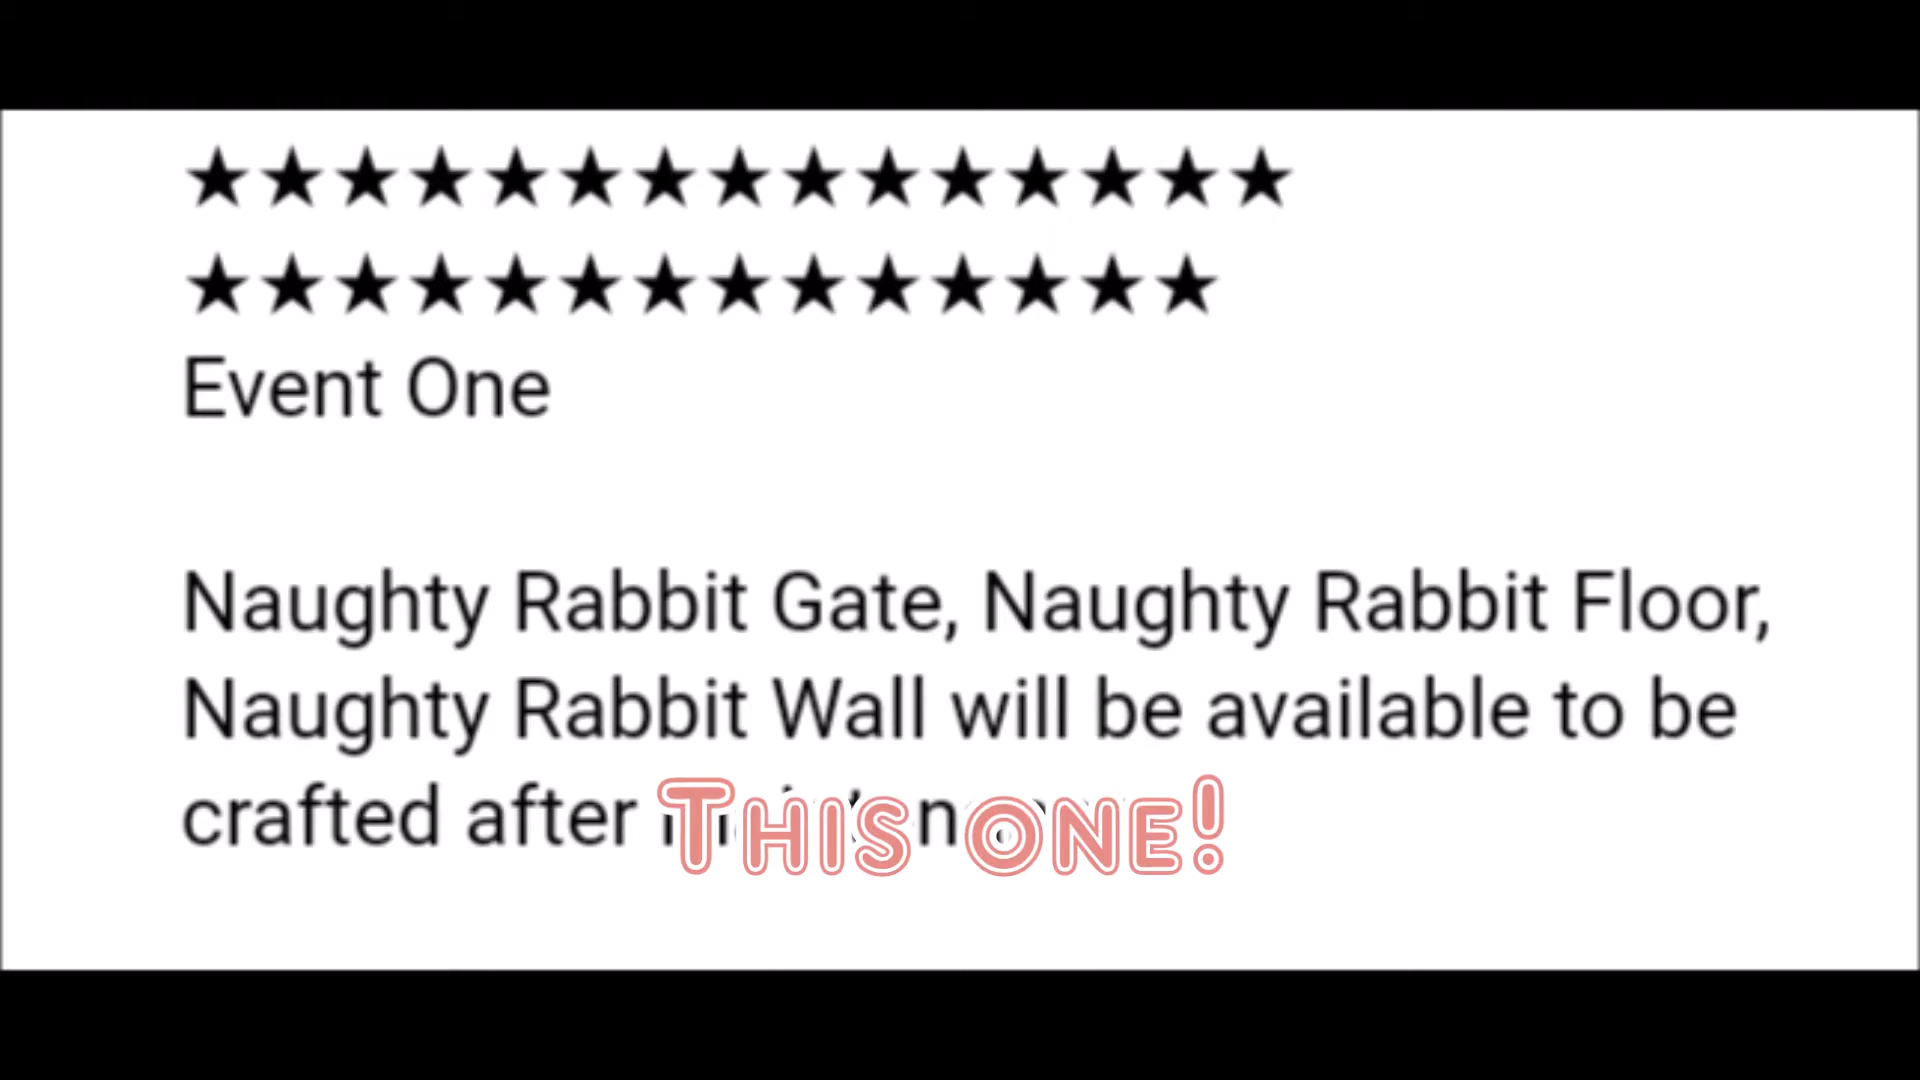 ★★★★★★★★★★★★★★★
★★★★★★★★★★★★★★
Event One
Naughty Rabbit Gate, Naughty Rabbit Floor,
Naughty Rabbit Wall will be available to be
crafted after
This one!